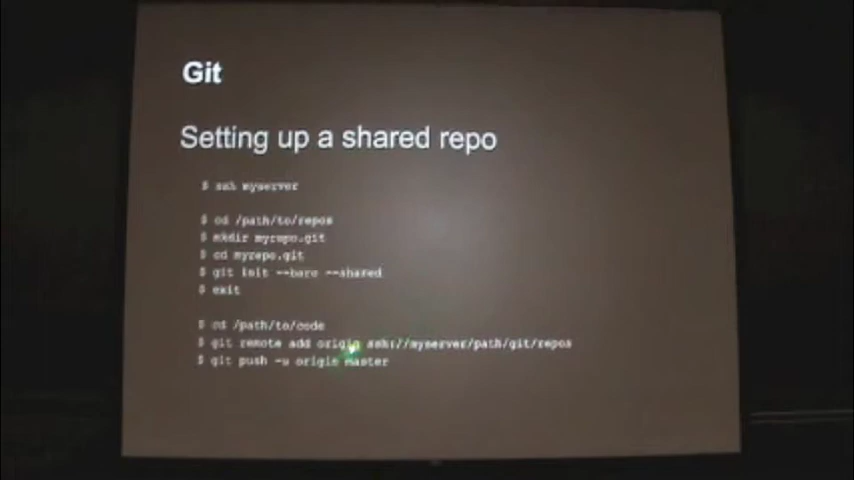 Git
Setting up a shared repo
$ ssh myserver
$ cd /path/to/repos
$ mkdir myrepo.git
$ cd myrepo.git
$ git init --bare --shared
$ exit
$ cd /path/to/code
$ git remote add origin ssh://myserver/path/git/repos
$ git push -u origin master